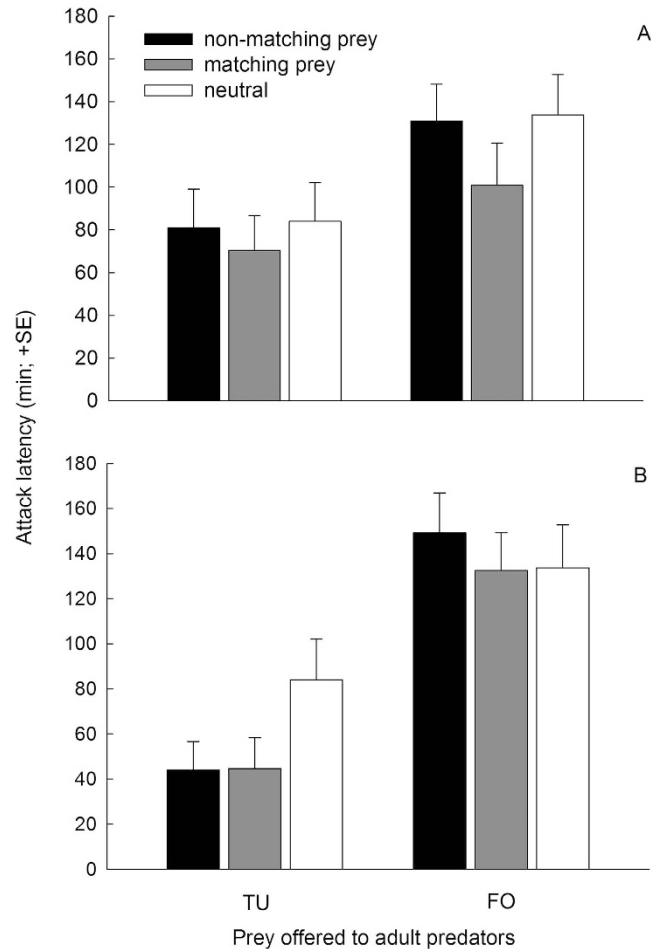 180
160
140
120
100
80
60
40
20
0
non-matching prey
matching prey
neutral
A
Attack latency (min; +SE)
180
160
140
120
100
80
60
40
20
0
B
TU
FO
Prey offered to adult predators